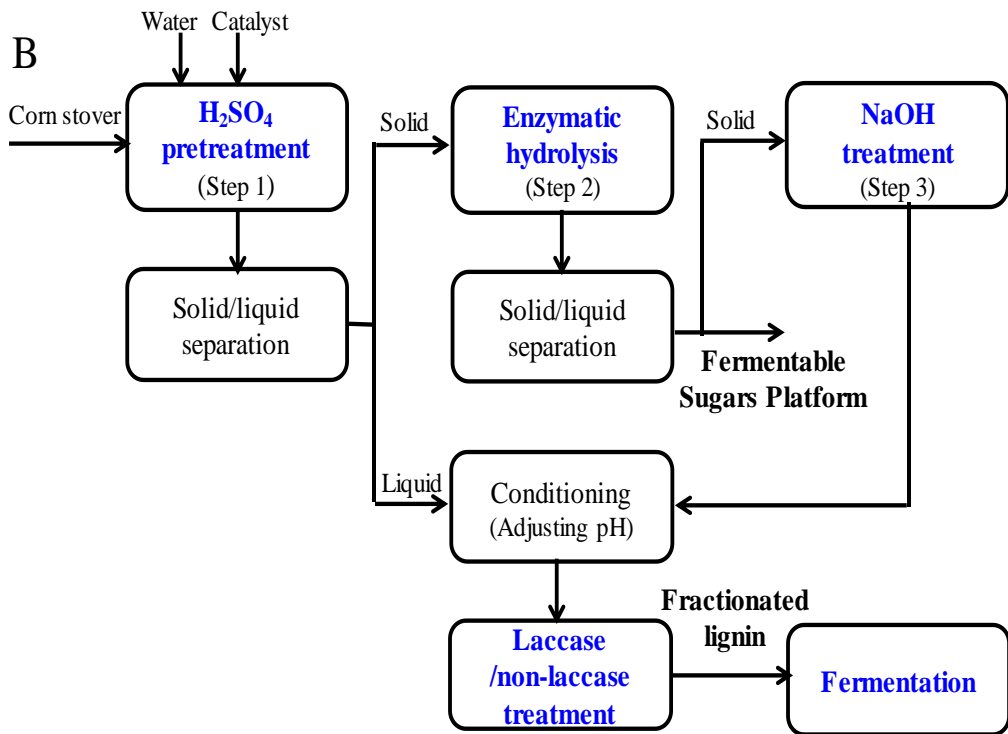 B
Water
Catalyst
Corn stover
H₂SO₄
pretreatment
(Step 1)
Solid
Enzymatic
hydrolysis
(Step 2)
Solid
NaOH
treatment
(Step 3)
Solid/liquid
separation
Solid/liquid
separation
Fermentable
Sugars Platform
Liquid
Conditioning
(Adjusting pH)
Laccase
/non-laccase
treatment
Fractionated
lignin
Fermentation